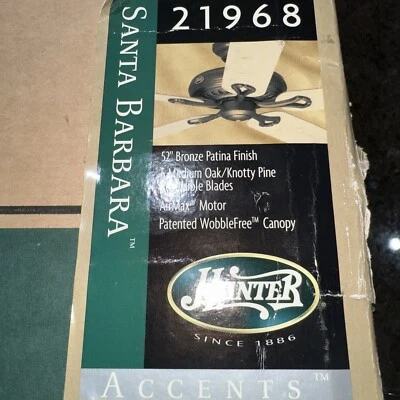 SANTA BARBARA™
21968
52" Bronze Patina Finish
Medium Oak/Knotty Pine
Blades
AirMax™ Motor
Patented WobbleFree™ Canopy
HUNTER
SINCE 1886
ACCENTS™